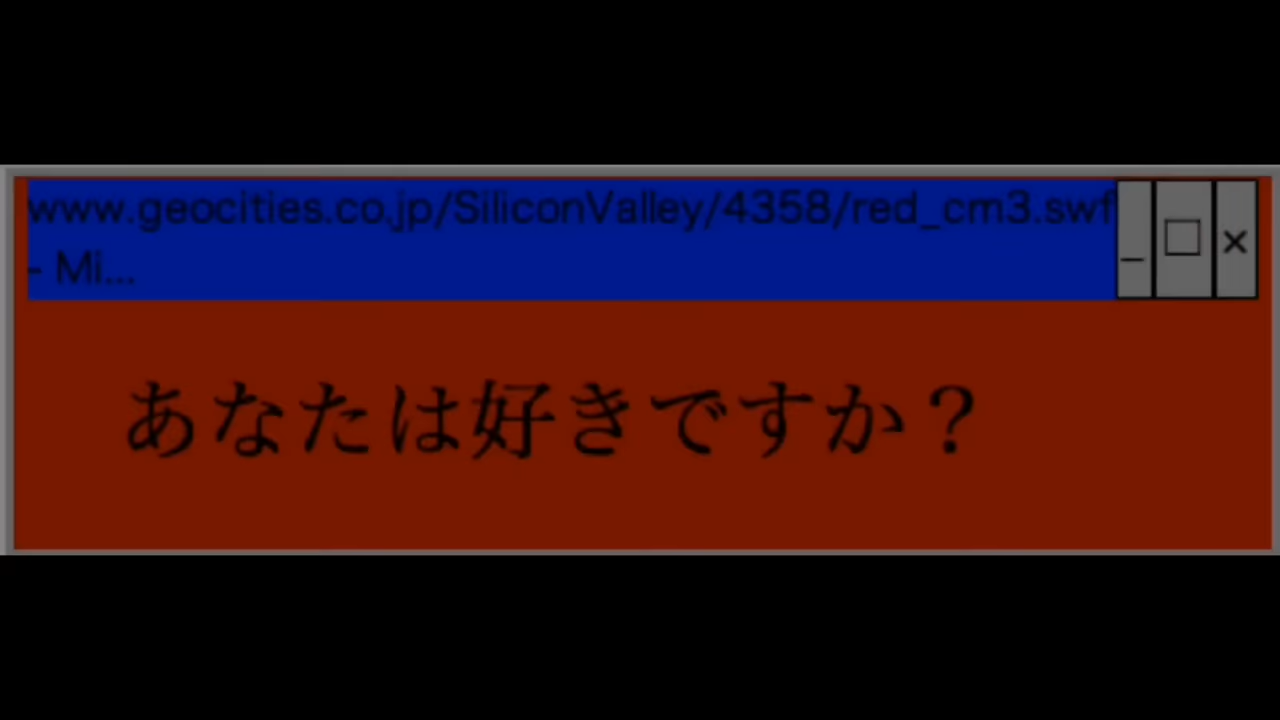 www.geocities.co.jp/SiliconValley/4358/red_cm3.swf
- Mi...
あなたは好きですか？